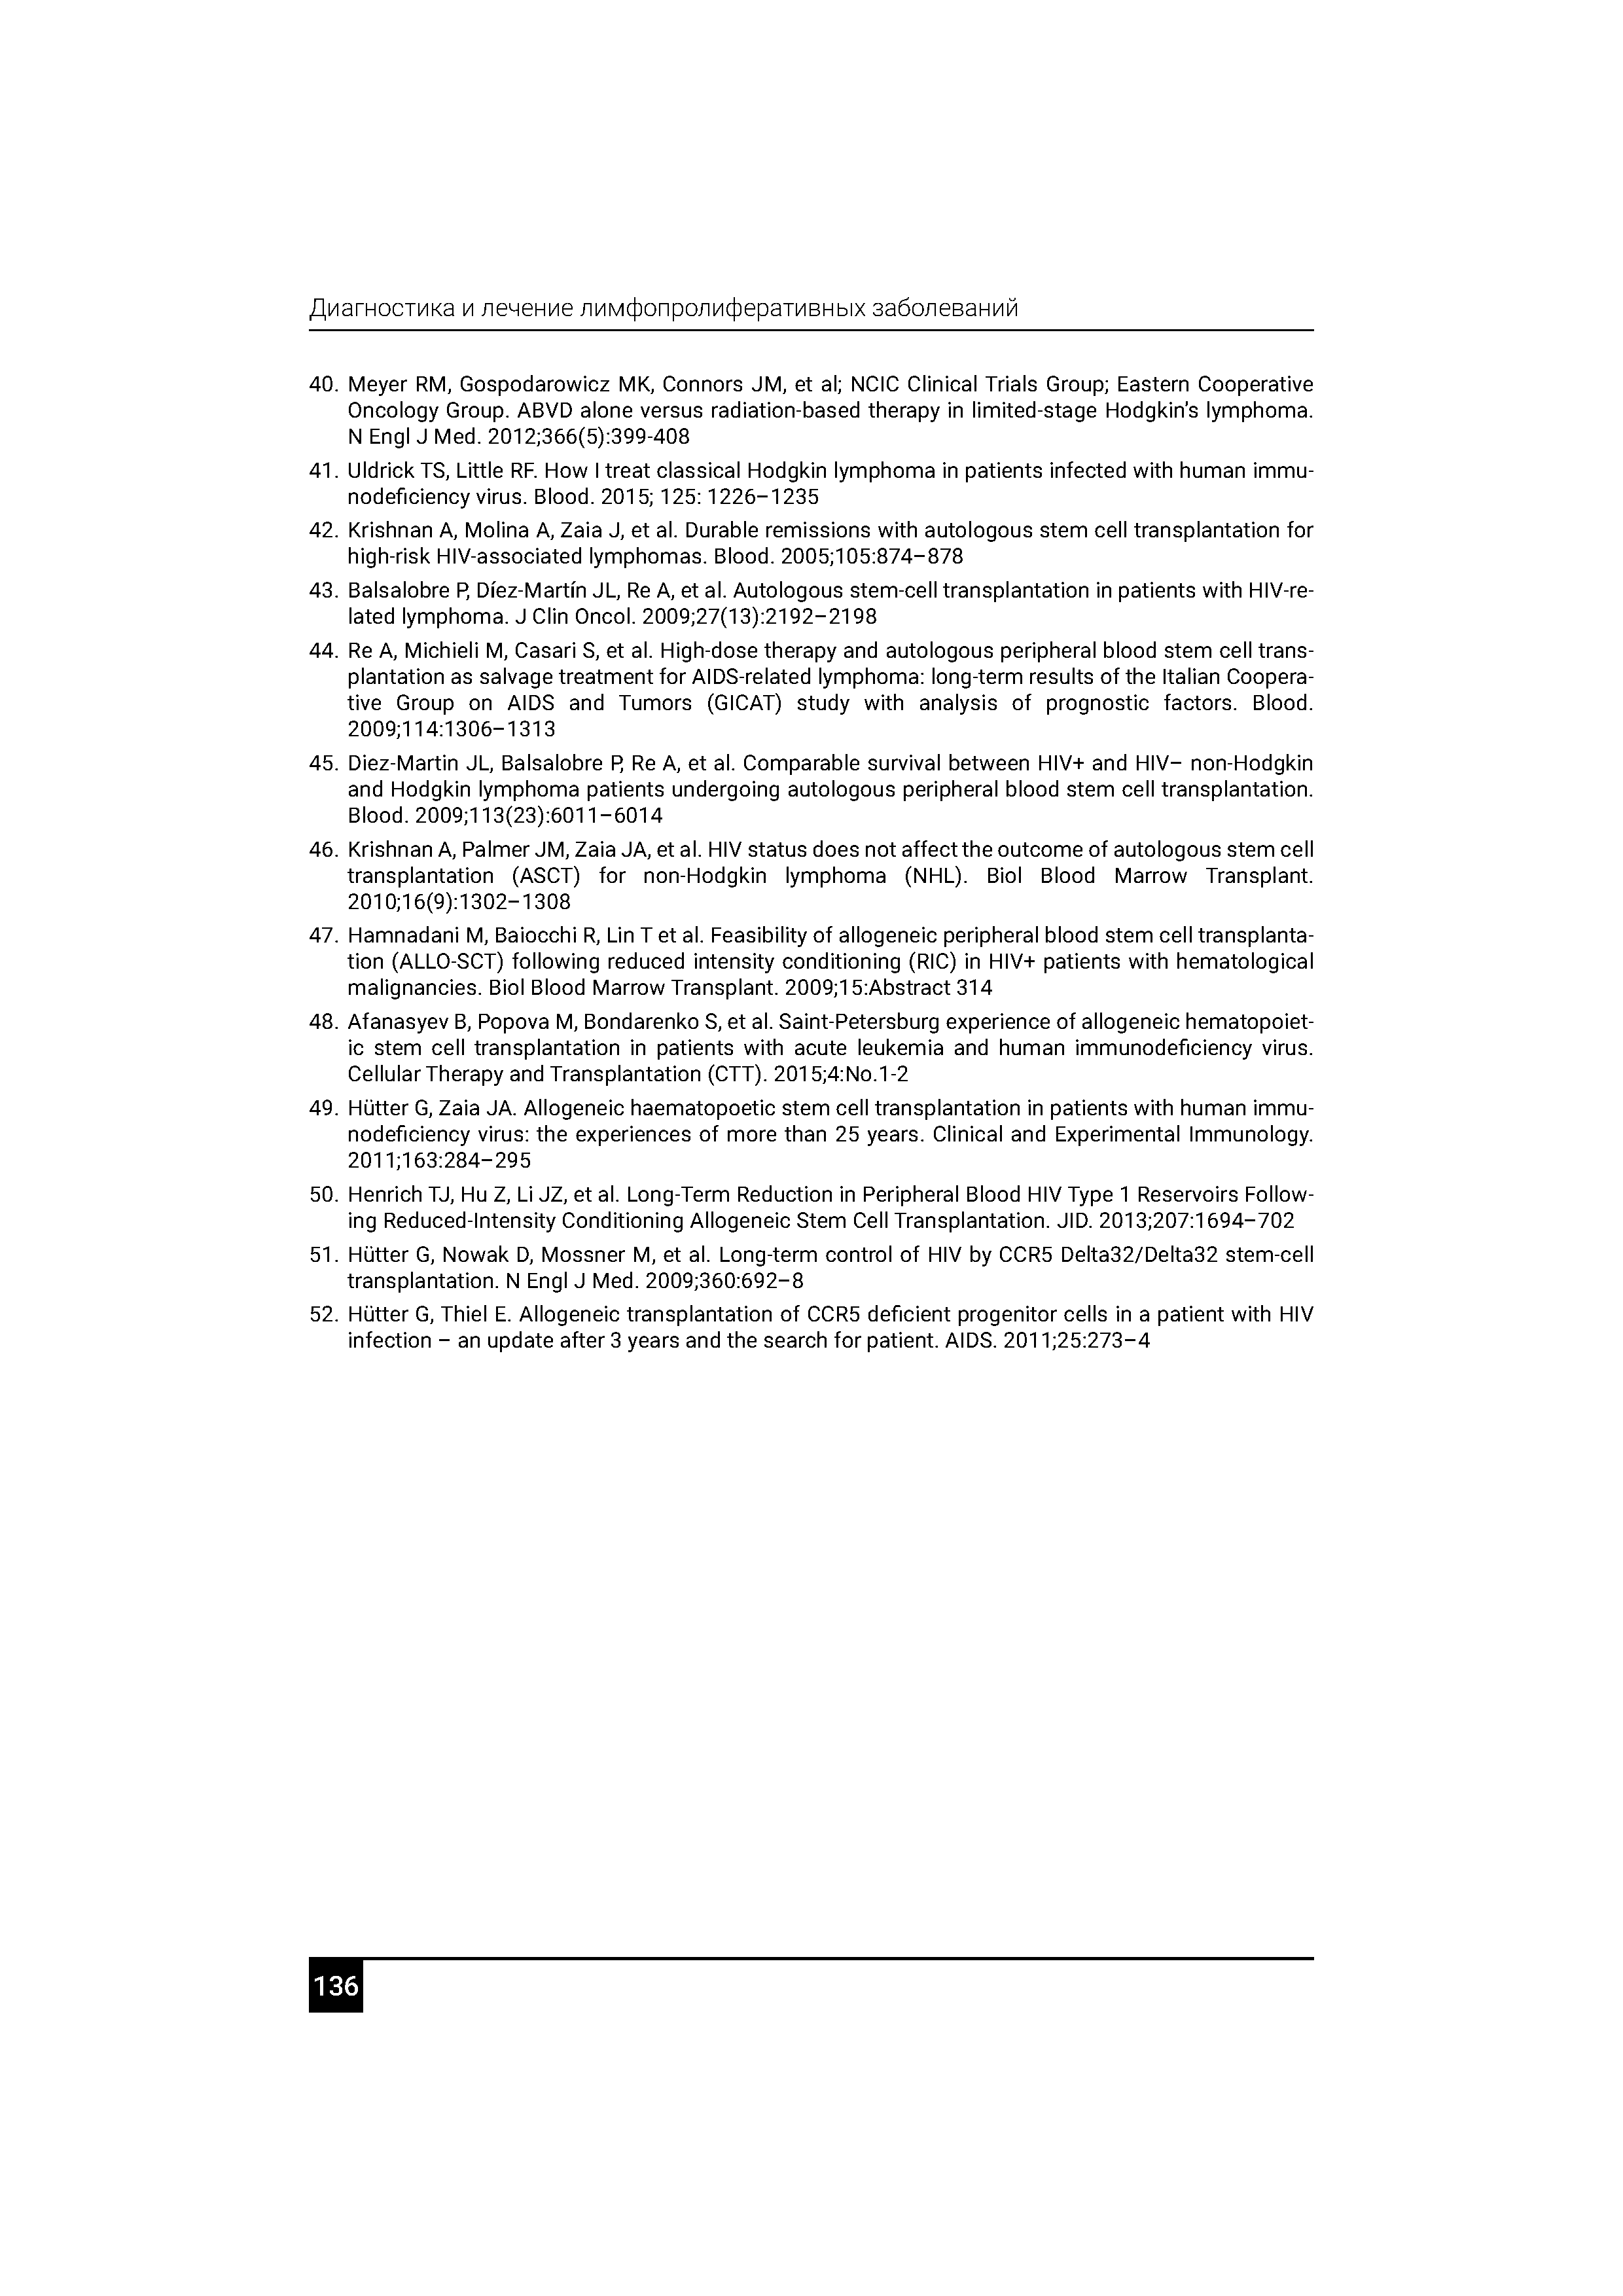 Диагностика и лечение лимфопролиферативных заболеваний
40. Meyer RM, Gospodarowicz MK, Connors JM, et al; NCIC Clinical Trials Group; Eastern Cooperative
Oncology Group. ABVD alone versus radiation-based therapy in limited-stage Hodgkin's lymphoma.
N Engl J Med. 2012;366(5):399-408
41. Uldrick TS, Little RF. How I treat classical Hodgkin lymphoma in patients infected with human immu-
nodeficiency virus. Blood. 2015; 125: 1226–1235
42. Krishnan A, Molina A, Zaia J, et al. Durable remissions with autologous stem cell transplantation for
high-risk HIV-associated lymphomas. Blood. 2005;105:874–878
43. Balsalobre P, Díez-Martín JL, Re A, et al. Autologous stem-cell transplantation in patients with HIV-re-
lated lymphoma. J Clin Oncol. 2009;27(13):2192–2198
44. Re A, Michieli M, Casari S, et al. High-dose therapy and autologous peripheral blood stem cell trans-
plantation as salvage treatment for AIDS-related lymphoma: long-term results of the Italian Coopera-
tive Group on AIDS and Tumors (GICAT) study with analysis of prognostic factors. Blood.
2009;114:1306–1313
45. Diez-Martin JL, Balsalobre P, Re A, et al. Comparable survival between HIV+ and HIV– non-Hodgkin
and Hodgkin lymphoma patients undergoing autologous peripheral blood stem cell transplantation.
Blood. 2009;113(23):6011–6014
46. Krishnan A, Palmer JM, Zaia JA, et al. HIV status does not affect the outcome of autologous stem cell
transplantation (ASCT) for non-Hodgkin lymphoma (NHL). Biol Blood Marrow Transplant.
2010;16(9):1302–1308
47. Hamnadani M, Baiocchi R, Lin T et al. Feasibility of allogeneic peripheral blood stem cell transplanta-
tion (ALLO-SCT) following reduced intensity conditioning (RIC) in HIV+ patients with hematological
malignancies. Biol Blood Marrow Transplant. 2009;15:Abstract 314
48. Afanasyev B, Popova M, Bondarenko S, et al. Saint-Petersburg experience of allogeneic hematopoiet-
ic stem cell transplantation in patients with acute leukemia and human immunodeficiency virus.
Cellular Therapy and Transplantation (CTT). 2015;4:No.1-2
49. Hütter G, Zaia JA. Allogeneic haematopoetic stem cell transplantation in patients with human immu-
nodeficiency virus: the experiences of more than 25 years. Clinical and Experimental Immunology.
2011;163:284–295
50. Henrich TJ, Hu Z, Li JZ, et al. Long-Term Reduction in Peripheral Blood HIV Type 1 Reservoirs Follow-
ing Reduced-Intensity Conditioning Allogeneic Stem Cell Transplantation. JID. 2013;207:1694–702
51. Hütter G, Nowak D, Mossner M, et al. Long-term control of HIV by CCR5 Delta32/Delta32 stem-cell
transplantation. N Engl J Med. 2009;360:692–8
52. Hütter G, Thiel E. Allogeneic transplantation of CCR5 deficient progenitor cells in a patient with HIV
infection – an update after 3 years and the search for patient. AIDS. 2011;25:273–4
136